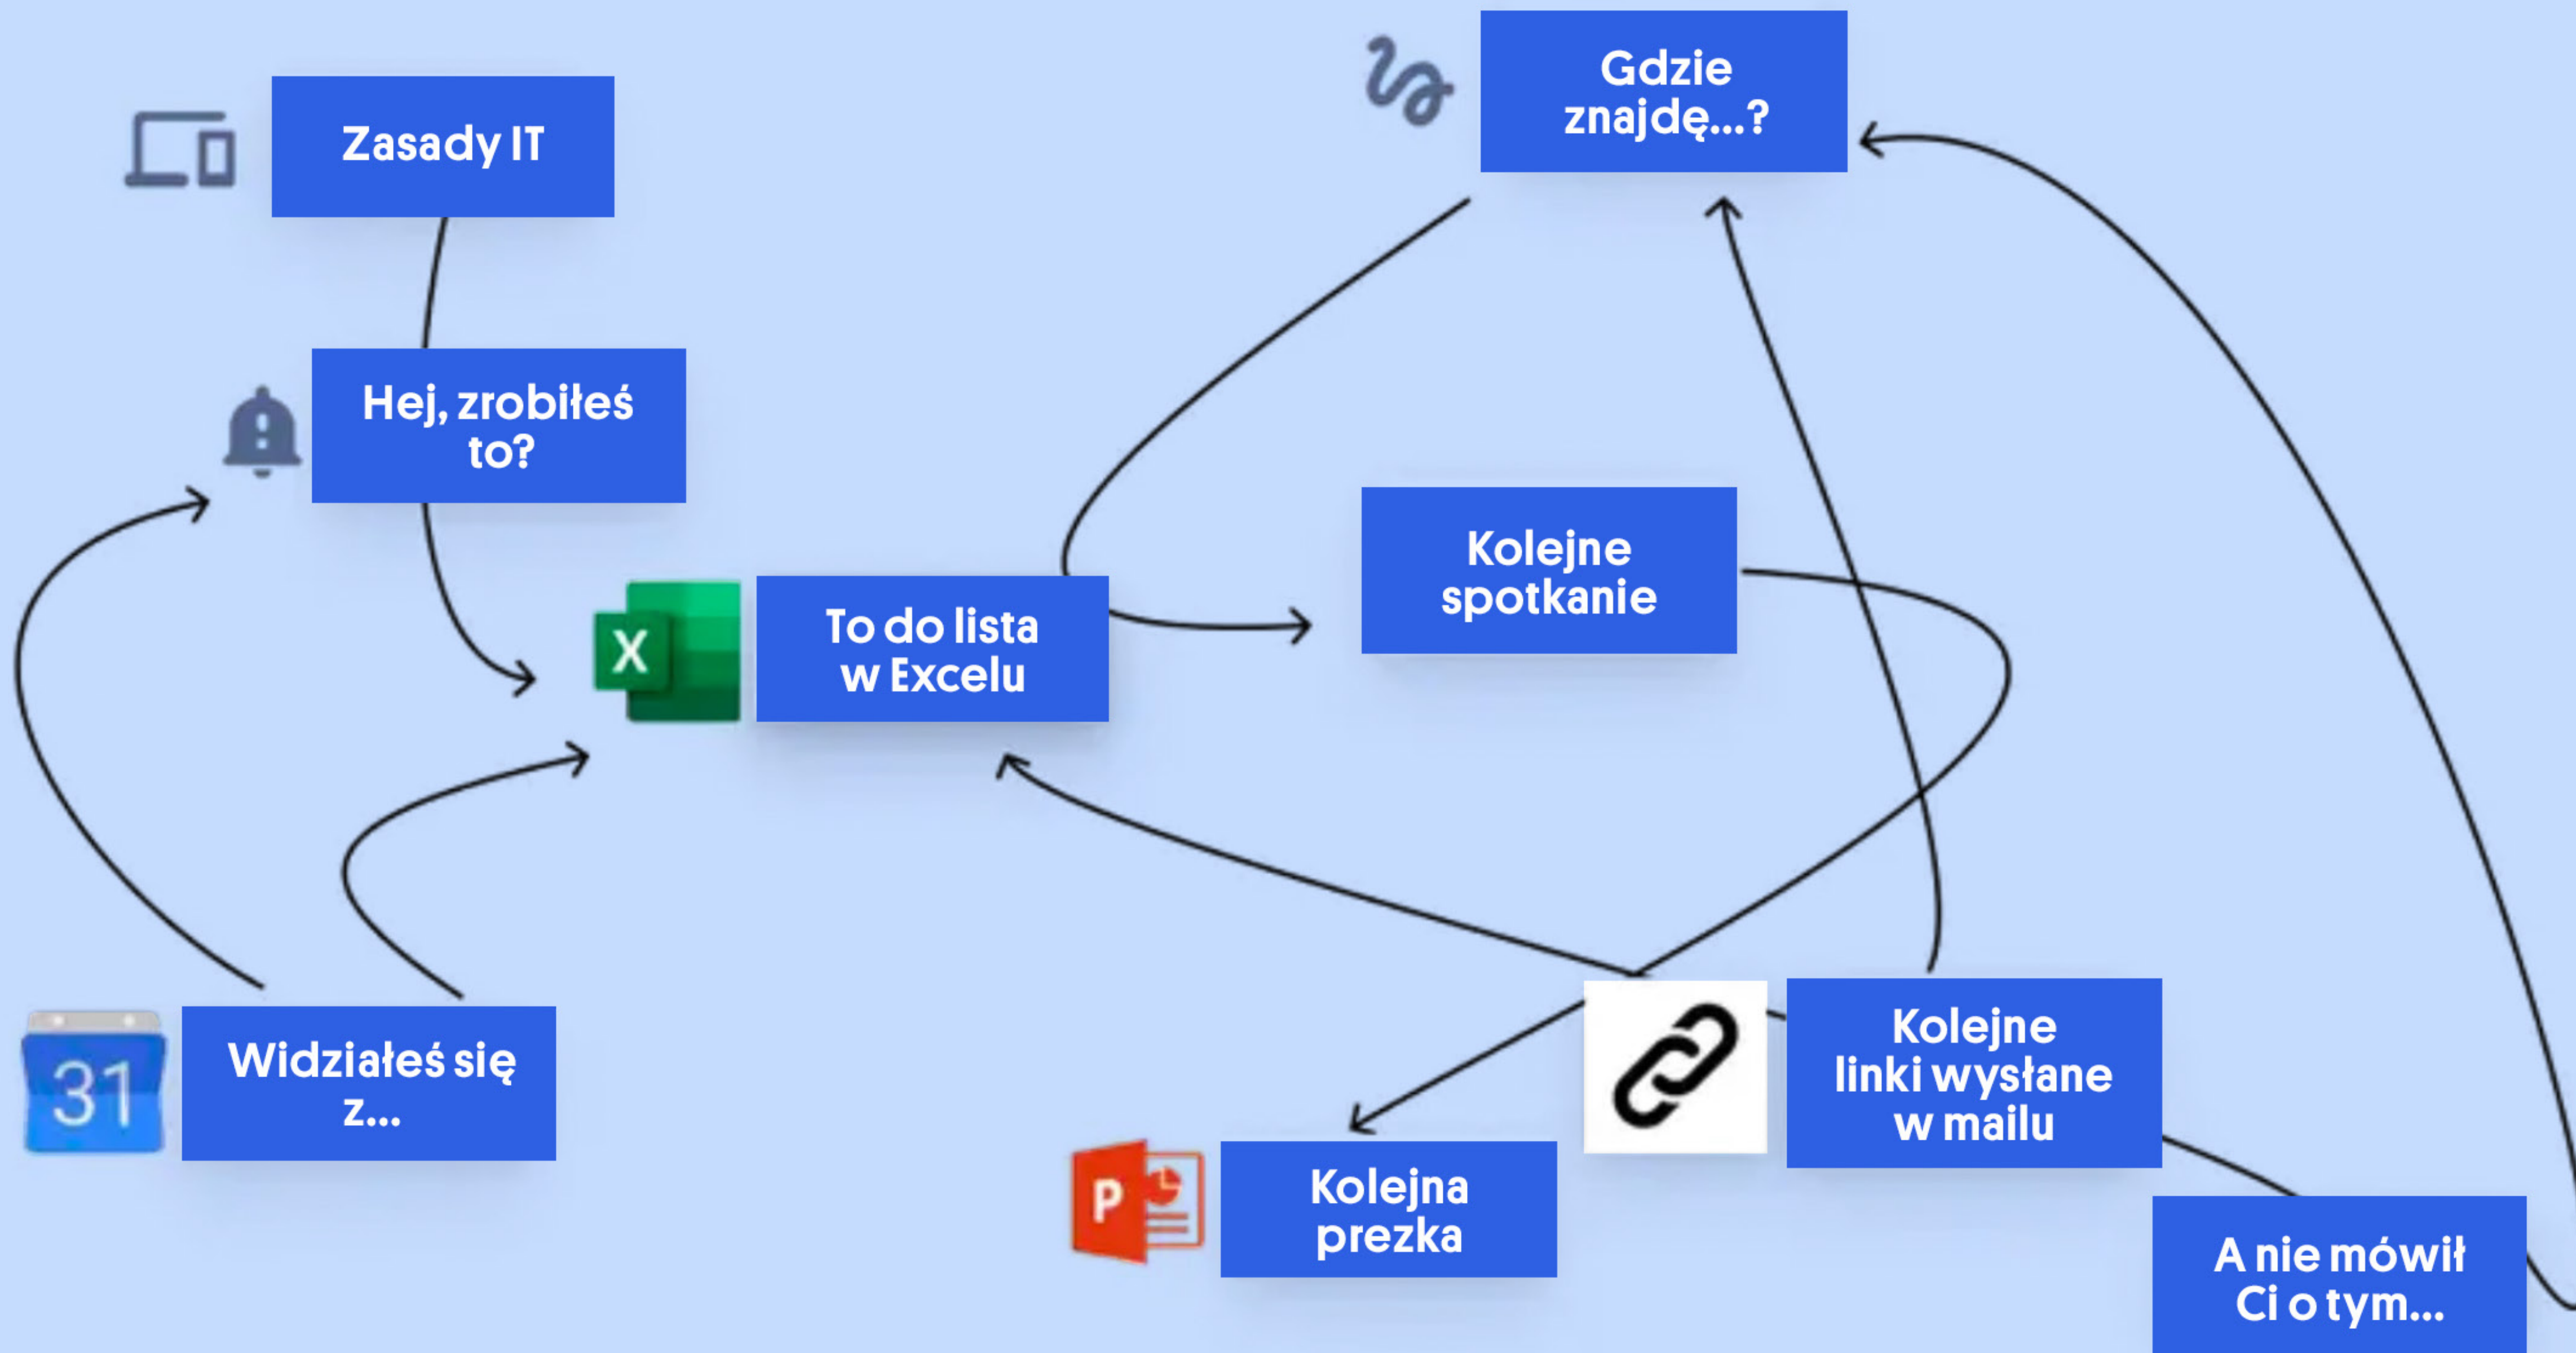 Gdzie
znajdę...?
Zasady IT
Hej, zrobiłeś
to?
Kolejne
spotkanie
X
To do lista
w Excelu
31
Widziałeś się
z...
Kolejne
linki wysłane
w mailu
P
Kolejna
prezka
A nie mówił
Ci o tym...